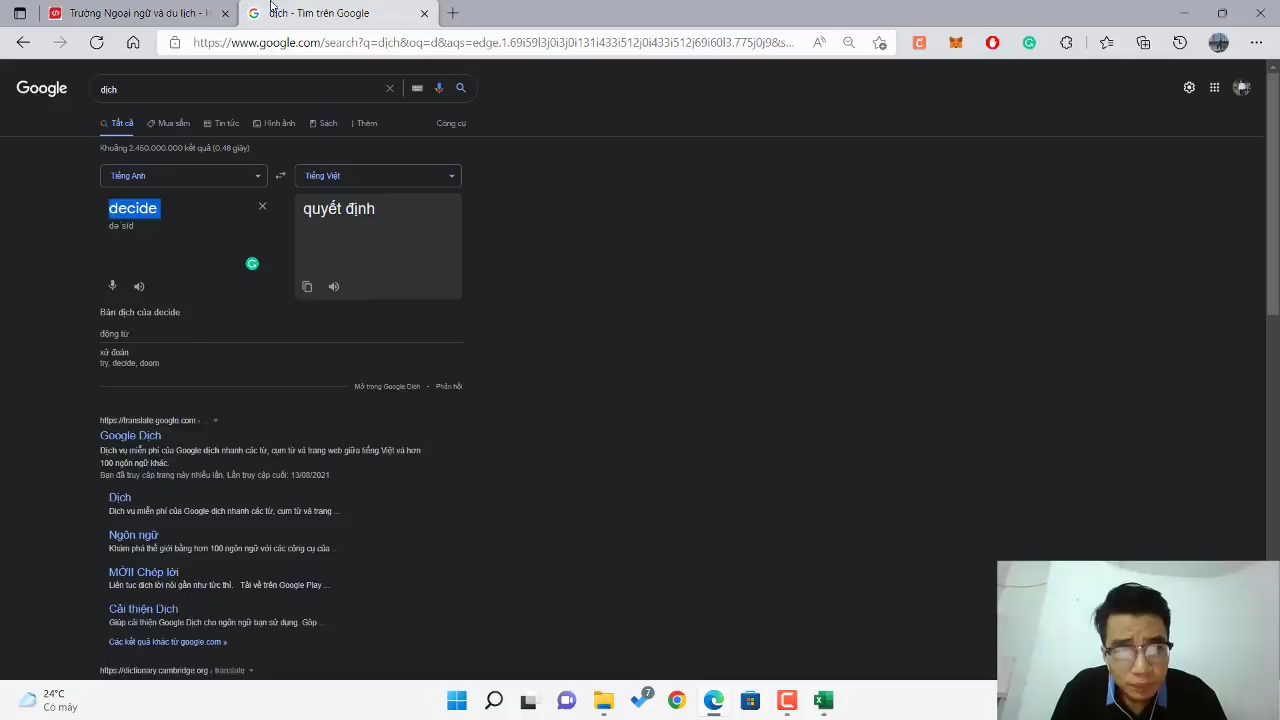 Trường Ngoại ngữ và du lịch - H
dịch - Tìm trên Google
https://www.google.com/search?q=dịch&oq=d&aqs=edge.1.69i59l3j0i3j0i131i433i512j0i433i512j69i60l3.775j0j9&s...
Google
dịch
Tất cả
Mua sắm
Tin tức
Hình ảnh
Sách
Thêm
Công cụ
Khoảng 2.450.000.000 kết quả (0.48 giây)
Tiếng Anh
Tiếng Việt
decide
quyết định
dəˈsīd
Bản dịch của decide
động từ
xử đoán
try, decide, doom
Mở trong Google Dịch • Phản hồi
https://translate.google.com ›
Google Dịch
Dịch vụ miễn phí của Google dịch nhanh các từ, cụm từ và trang web giữa tiếng Việt và hơn
100 ngôn ngữ khác.
Bạn đã truy cập trang này nhiều lần. Lần truy cập cuối: 13/08/2021
Dịch
Dịch vụ miễn phí của Google dịch nhanh các từ, cụm từ và trang ...
Ngôn ngữ
Khám phá thế giới bằng hơn 100 ngôn ngữ với các công cụ của ...
MỚI! Chép lời
Liên tục dịch lời nói gần như tức thì. Tải về trên Google Play ...
Cải thiện Dịch
Giúp cải thiện Google Dịch cho ngôn ngữ bạn sử dụng. Góp ...
Các kết quả khác từ google.com »
https://dictionary.cambridge.org › translate
24°C
Có mây
7